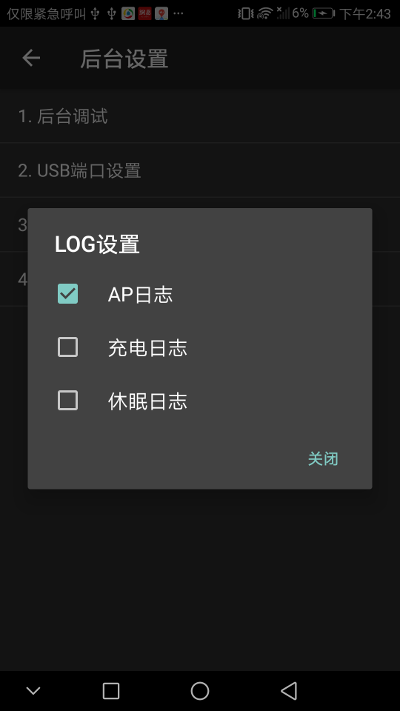 仅限紧急呼叫 ··· 6% 下午2:43
后台设置
1. 后台调试
2. USB端口设置
3
4
LOG设置
AP日志
充电日志
休眠日志
关闭